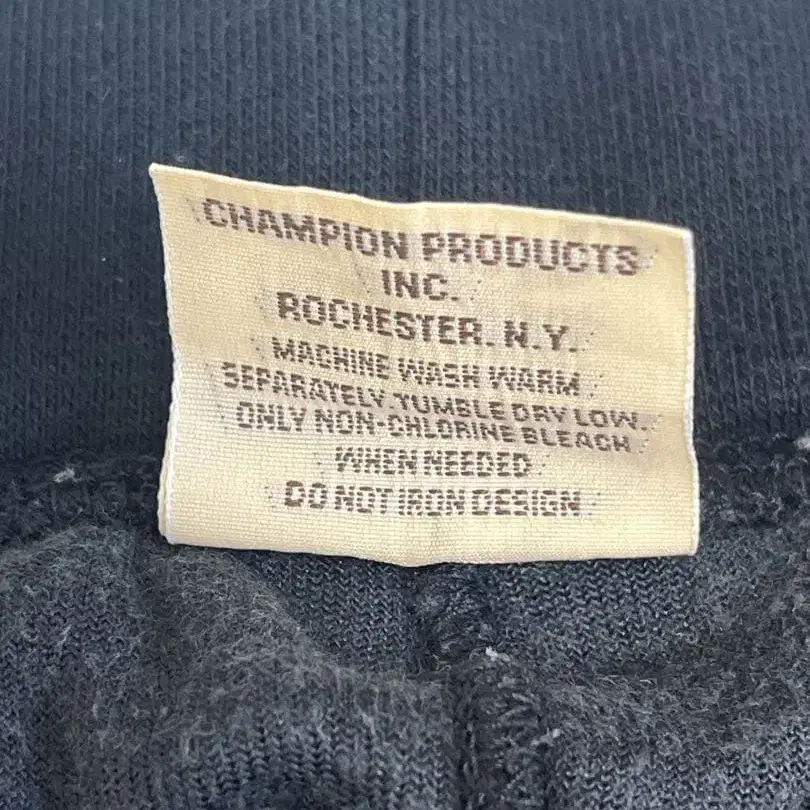 CHAMPION PRODUCTS
INC.
ROCHESTER. N.Y.
MACHINE WASH WARM
SEPARATELY.TUMBLE DRY LOW.
ONLY NON-CHLORINE BLEACH
WHEN NEEDED
DO NOT IRON DESIGN